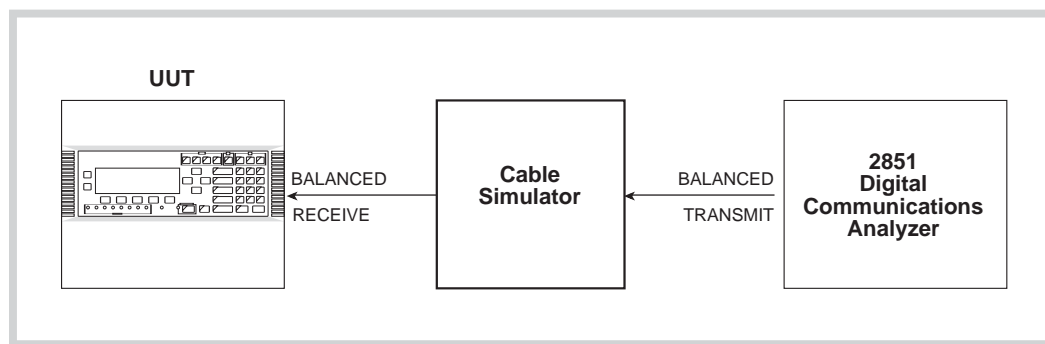 UUT
BALANCED
RECEIVE
Cable
Simulator
BALANCED
TRANSMIT
2851
Digital
Communications
Analyzer